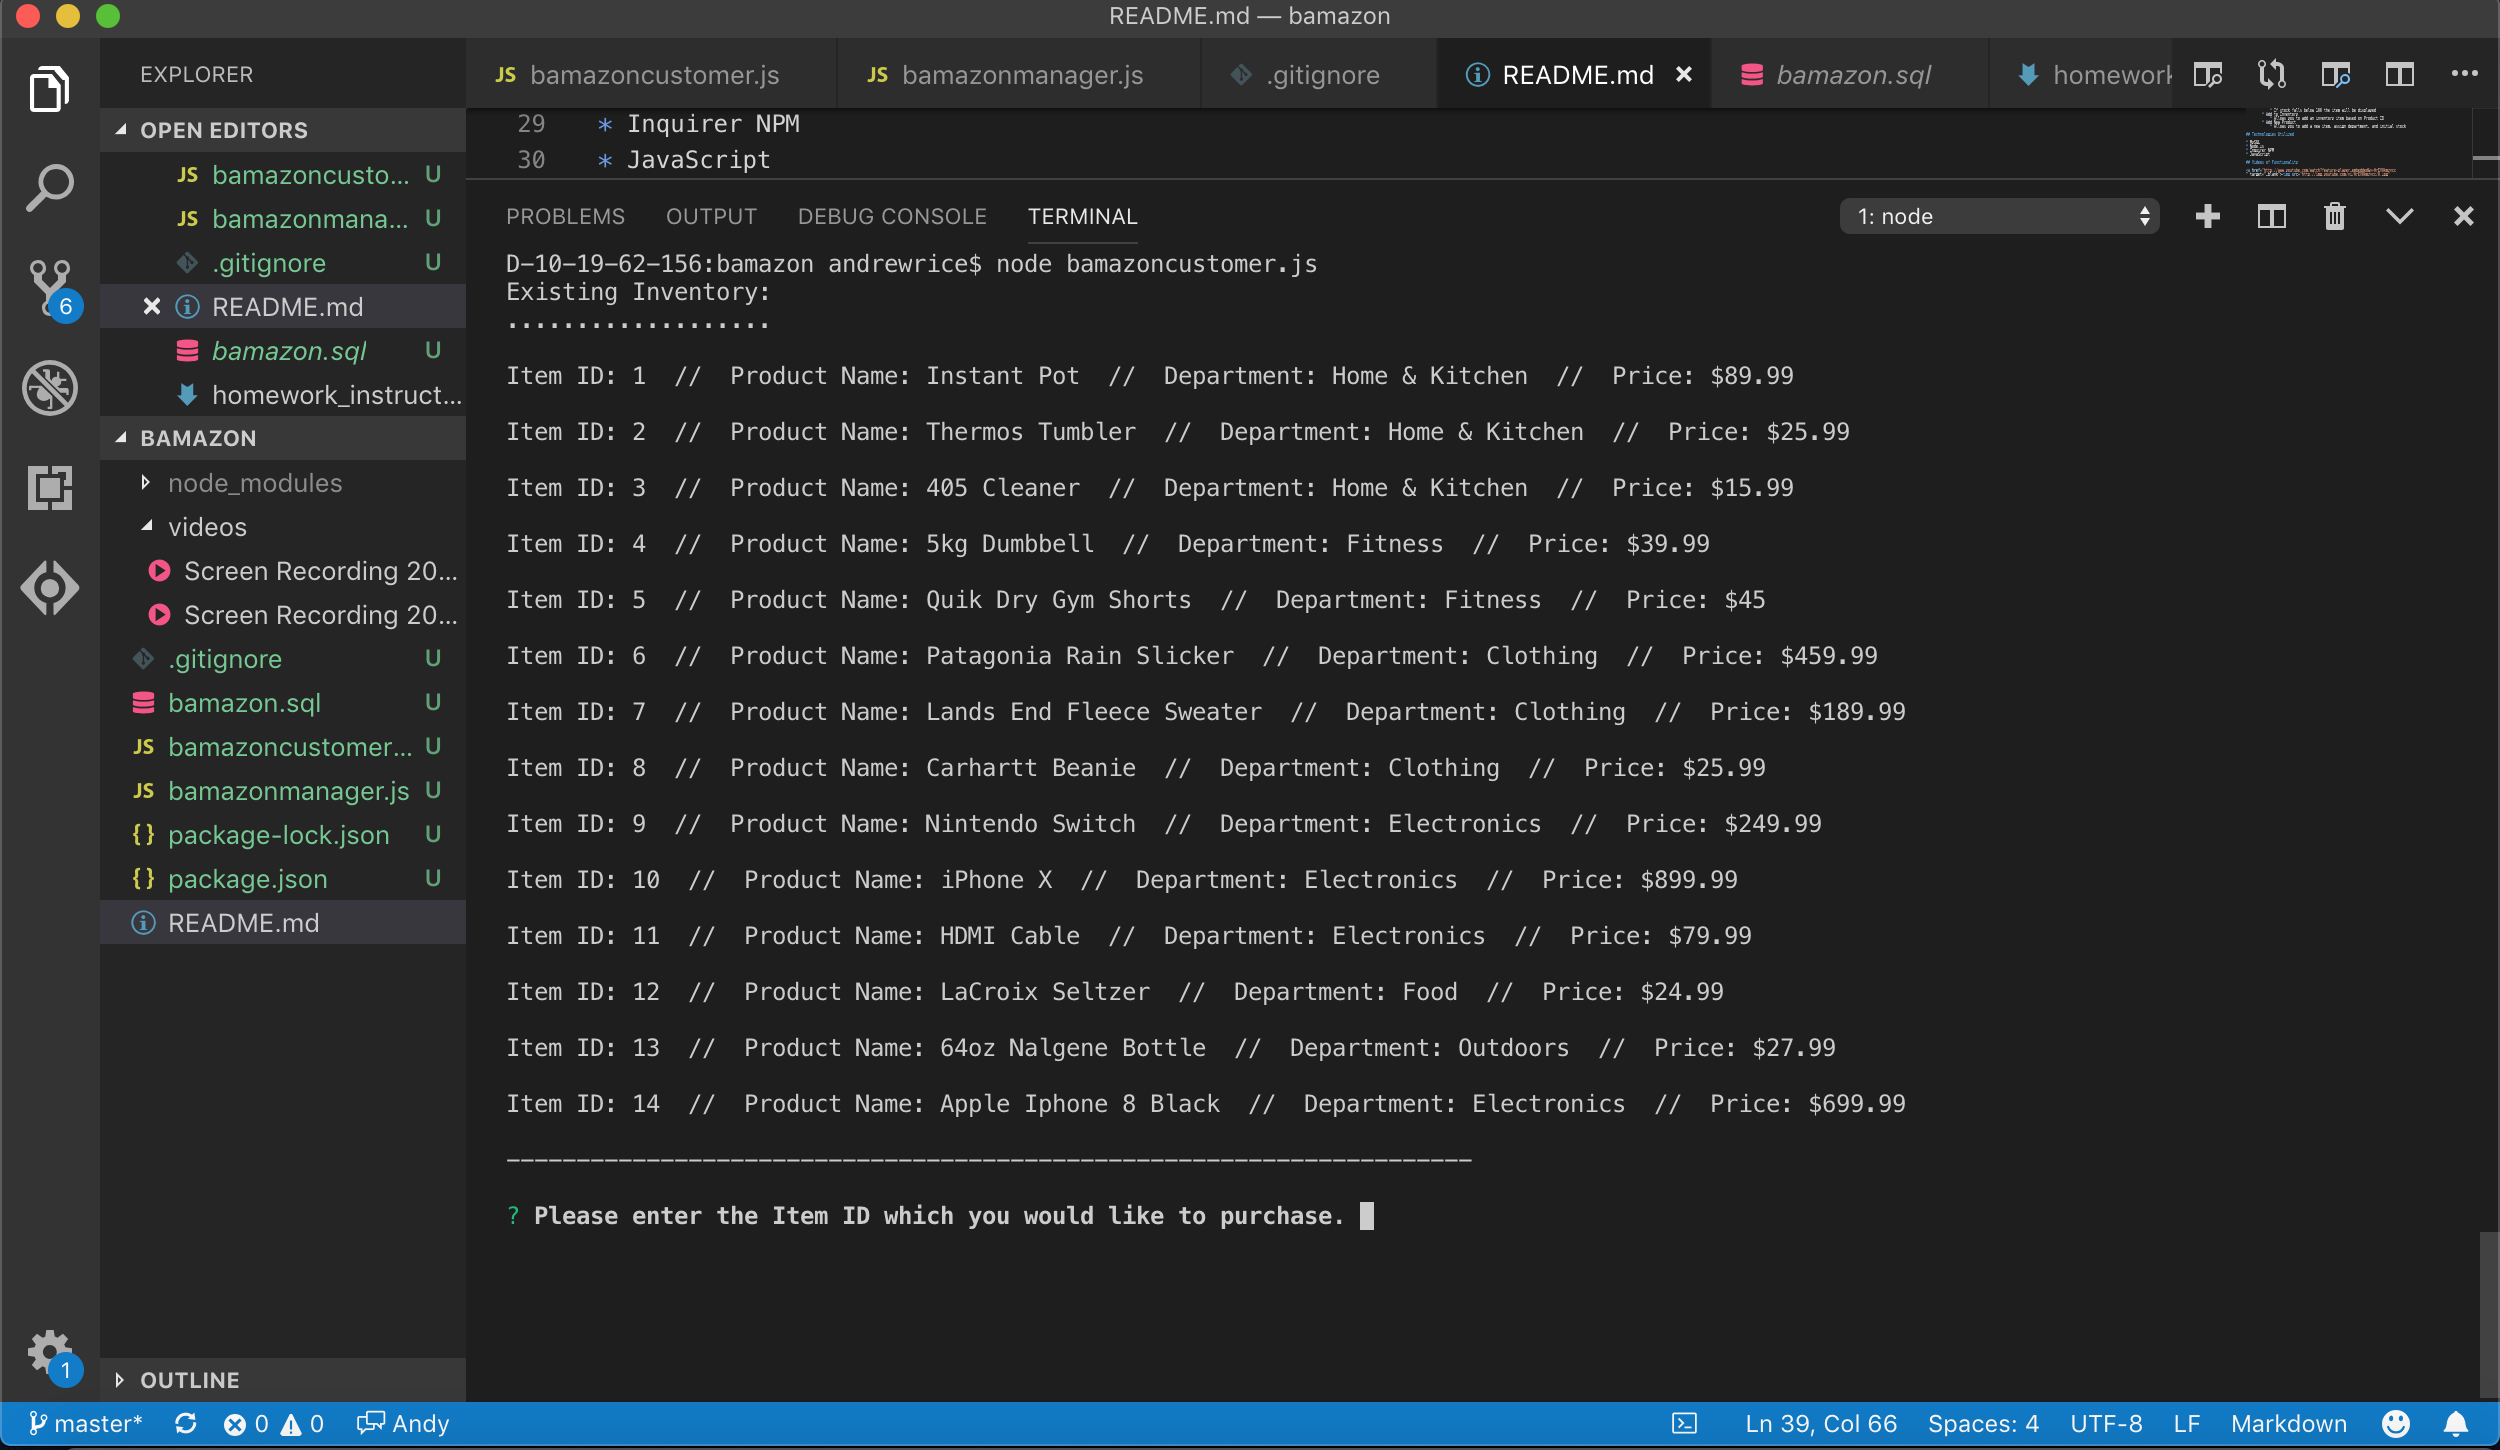 README.md — bamazon
EXPLORER
OPEN EDITORS
JS bamazoncusto... U
JS bamazonmana... U
.gitignore U
README.md
bamazon.sql U
homework_instruct...
BAMAZON
node_modules
videos
Screen Recording 20...
Screen Recording 20...
.gitignore U
bamazon.sql U
JS bamazoncustomer... U
JS bamazonmanager.js U
{} package-lock.json U
{} package.json U
README.md
OUTLINE
6
1
JS bamazoncustomer.js JS bamazonmanager.js .gitignore README.md bamazon.sql homework
29 * Inquirer NPM
30 * JavaScript
PROBLEMS OUTPUT DEBUG CONSOLE TERMINAL 1: node
D-10-19-62-156:bamazon andrewrice$ node bamazoncustomer.js
Existing Inventory:
...................
Item ID: 1 // Product Name: Instant Pot // Department: Home & Kitchen // Price: $89.99
Item ID: 2 // Product Name: Thermos Tumbler // Department: Home & Kitchen // Price: $25.99
Item ID: 3 // Product Name: 405 Cleaner // Department: Home & Kitchen // Price: $15.99
Item ID: 4 // Product Name: 5kg Dumbbell // Department: Fitness // Price: $39.99
Item ID: 5 // Product Name: Quik Dry Gym Shorts // Department: Fitness // Price: $45
Item ID: 6 // Product Name: Patagonia Rain Slicker // Department: Clothing // Price: $459.99
Item ID: 7 // Product Name: Lands End Fleece Sweater // Department: Clothing // Price: $189.99
Item ID: 8 // Product Name: Carhartt Beanie // Department: Clothing // Price: $25.99
Item ID: 9 // Product Name: Nintendo Switch // Department: Electronics // Price: $249.99
Item ID: 10 // Product Name: iPhone X // Department: Electronics // Price: $899.99
Item ID: 11 // Product Name: HDMI Cable // Department: Electronics // Price: $79.99
Item ID: 12 // Product Name: LaCroix Seltzer // Department: Food // Price: $24.99
Item ID: 13 // Product Name: 64oz Nalgene Bottle // Department: Outdoors // Price: $27.99
Item ID: 14 // Product Name: Apple Iphone 8 Black // Department: Electronics // Price: $699.99
---------------------------------------------------------------------
? Please enter the Item ID which you would like to purchase.
master* 0 0 Andy Ln 39, Col 66 Spaces: 4 UTF-8 LF Markdown